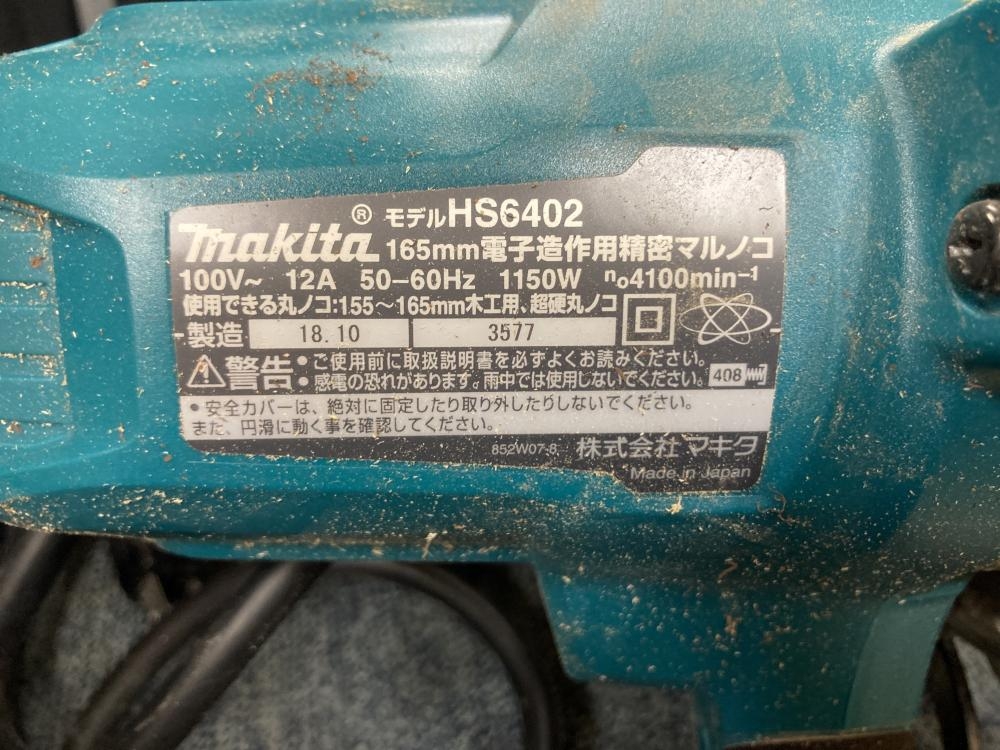 makita® モデルHS6402
165mm電子造作用精密マルノコ
100V～ 12A 50-60Hz 1150W n₀4100min⁻¹
使用できる丸ノコ:155～165mm木工用、超硬丸ノコ
製造 18.10 3577
警告 • ご使用前に取扱説明書を必ずよくお読みください。
• 感電の恐れがあります。雨中では使用しないでください。 408
• 安全カバーは、絶対に固定したり取り外したりしないでください。
また、円滑に動く事を確認してください。
852W07-8 株式会社マキタ
Made in Japan